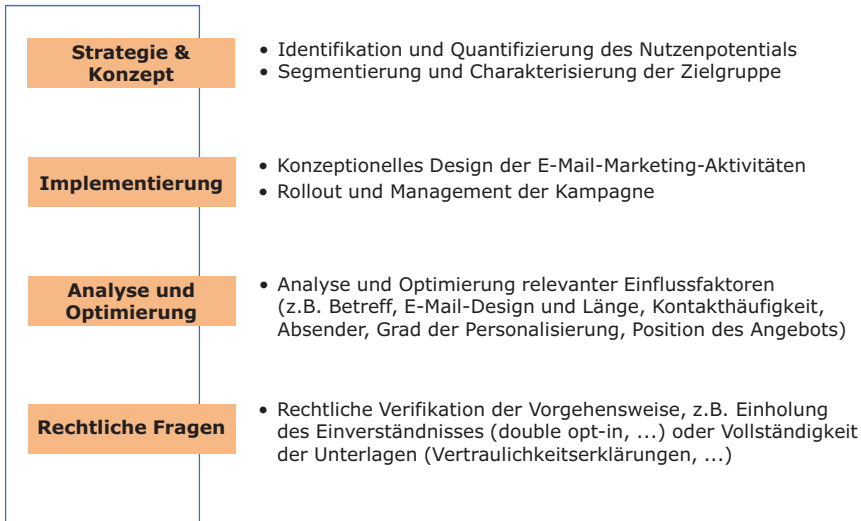 Strategie &
Konzept
• Identifikation und Quantifizierung des Nutzenpotentials
• Segmentierung und Charakterisierung der Zielgruppe
Implementierung
• Konzeptionelles Design der E-Mail-Marketing-Aktivitäten
• Rollout und Management der Kampagne
Analyse und
Optimierung
• Analyse und Optimierung relevanter Einflussfaktoren
(z.B. Betreff, E-Mail-Design und Länge, Kontakthäufigkeit,
Absender, Grad der Personalisierung, Position des Angebots)
Rechtliche Fragen
• Rechtliche Verifikation der Vorgehensweise, z.B. Einholung
des Einverständnisses (double opt-in, ...) oder Vollständigkeit
der Unterlagen (Vertraulichkeitserklärungen, ...)